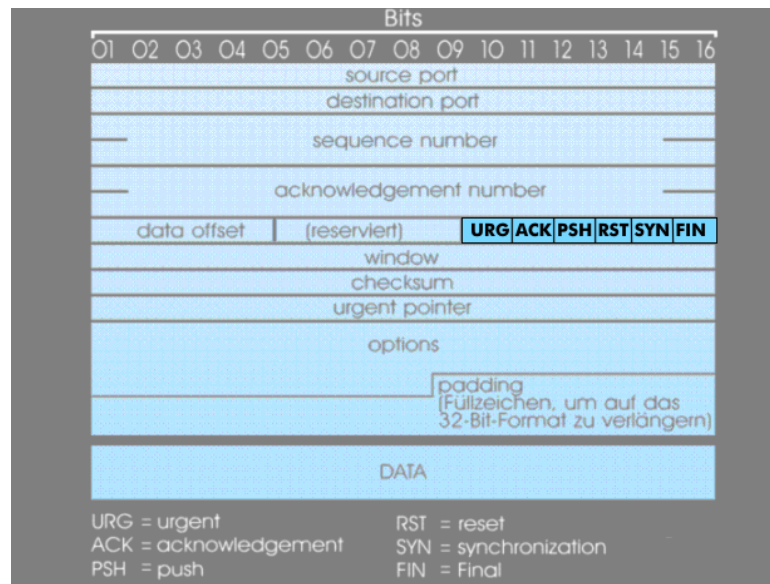 Bits
01 02 03 04 05 06 07 08 09 10 11 12 13 14 15 16
source port
destination port
sequence number
acknowledgement number
data offset (reserviert) URG ACK PSH RST SYN FIN
window
checksum
urgent pointer
options
padding
(Füllzeichen, um auf das
32-Bit-Format zu verlängern)
DATA
URG = urgent RST = reset
ACK = acknowledgement SYN = synchronization
PSH = push FIN = Final